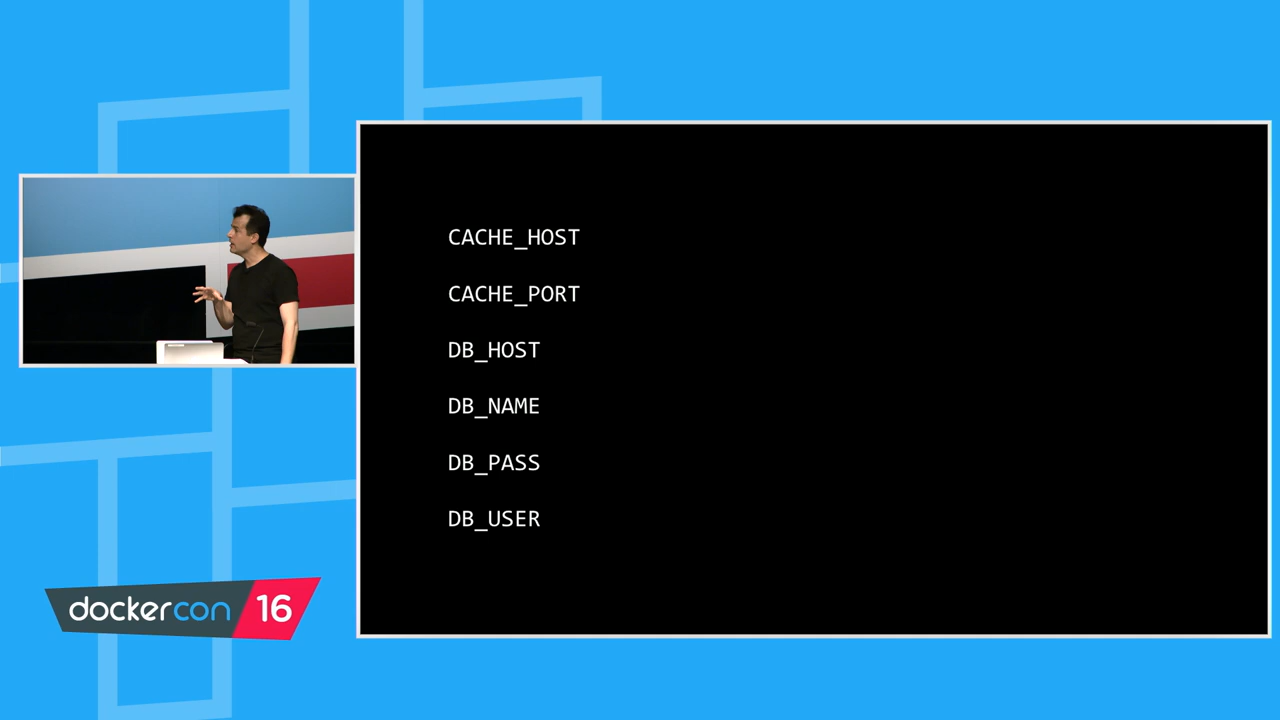 CACHE_HOST
CACHE_PORT
DB_HOST
DB_NAME
DB_PASS
DB_USER
dockercon 16